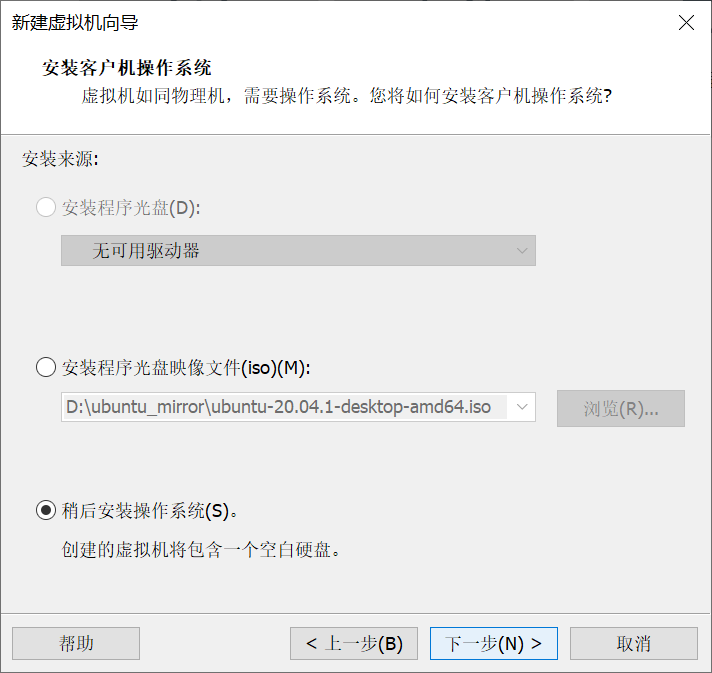 新建虚拟机向导
安装客户机操作系统
虚拟机如同物理机，需要操作系统。您将如何安装客户机操作系统?
安装来源:
安装程序光盘(D):
无可用驱动器
安装程序光盘映像文件(iso)(M):
D:\ubuntu_mirror\ubuntu-20.04.1-desktop-amd64.iso
浏览(R)...
稍后安装操作系统(S)。
创建的虚拟机将包含一个空白硬盘。
帮助
< 上一步(B)
下一步(N) >
取消